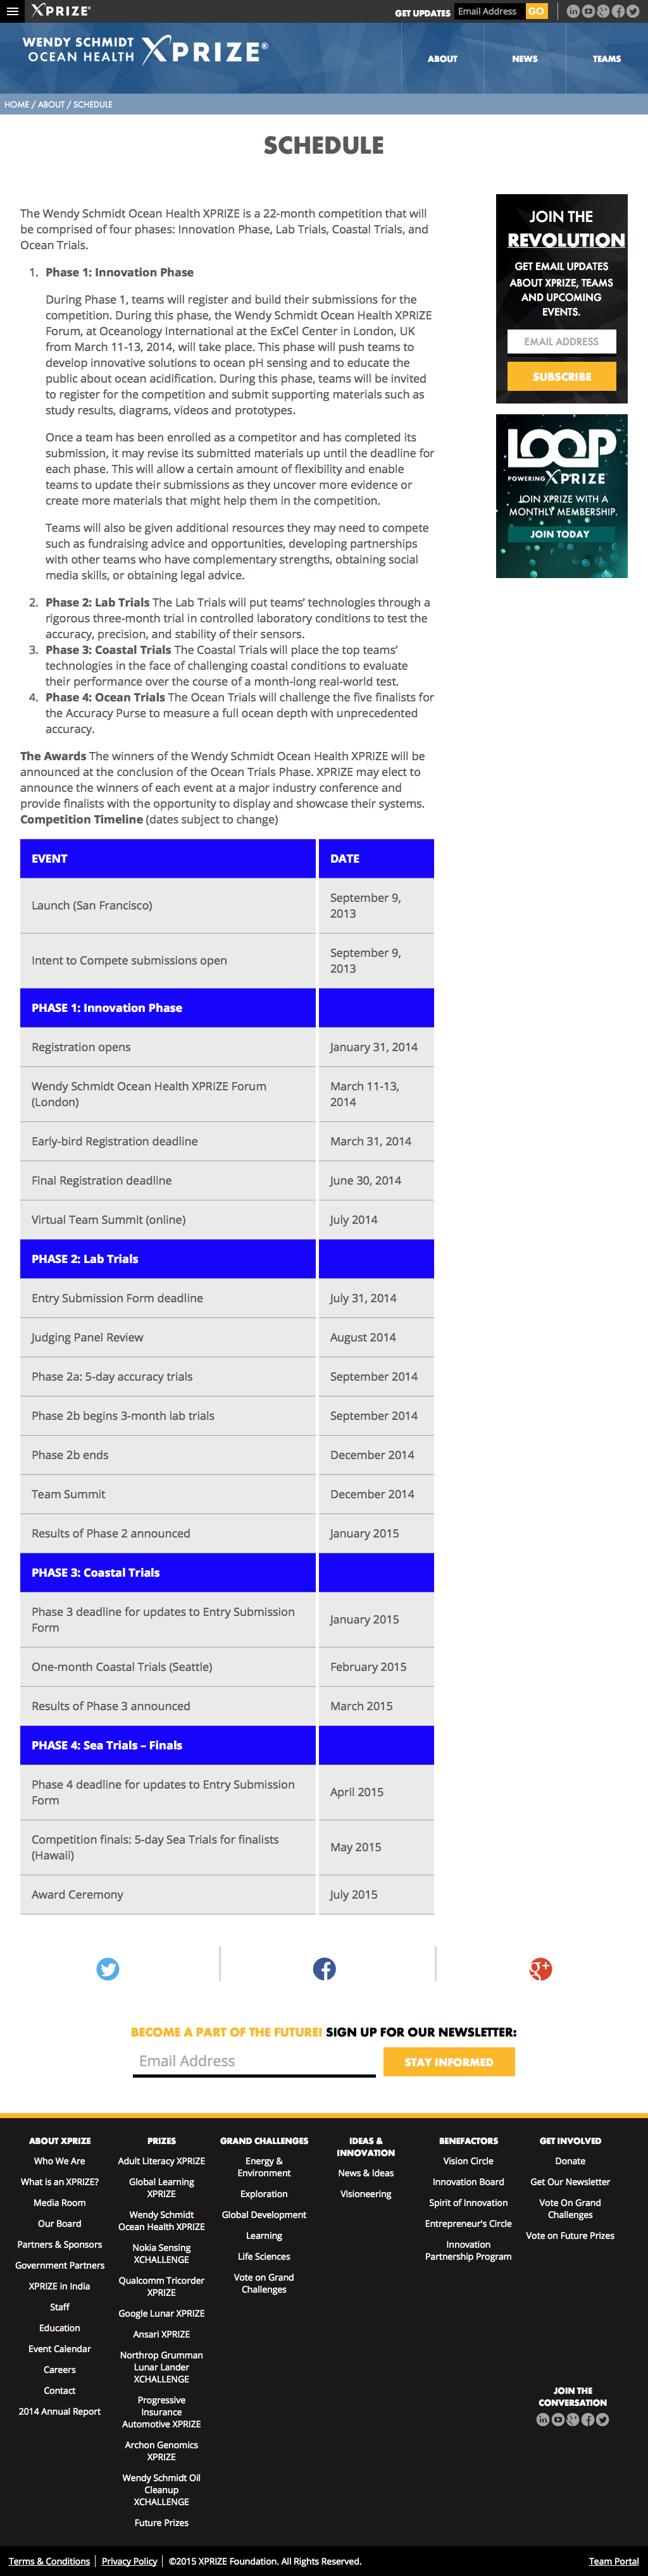 XPRIZE®
GET UPDATES Email Address GO
WENDY SCHMIDT
OCEAN HEALTH XPRIZE®
ABOUT NEWS TEAMS
HOME / ABOUT / SCHEDULE
SCHEDULE
The Wendy Schmidt Ocean Health XPRIZE is a 22-month competition that will
be comprised of four phases: Innovation Phase, Lab Trials, Coastal Trials, and
Ocean Trials.
1. Phase 1: Innovation Phase
During Phase 1, teams will register and build their submissions for the
competition. During this phase, the Wendy Schmidt Ocean Health XPRIZE
Forum, at Oceanology International at the ExCel Center in London, UK
from March 11-13, 2014, will take place. This phase will push teams to
develop innovative solutions to ocean pH sensing and to educate the
public about ocean acidification. During this phase, teams will be invited
to register for the competition and submit supporting materials such as
study results, diagrams, videos and prototypes.
Once a team has been enrolled as a competitor and has completed its
submission, it may revise its submitted materials up until the deadline for
each phase. This will allow a certain amount of flexibility and enable
teams to update their submissions as they uncover more evidence or
create more materials that might help them in the competition.
Teams will also be given additional resources they may need to compete
such as fundraising advice and opportunities, developing partnerships
with other teams who have complementary strengths, obtaining social
media skills, or obtaining legal advice.
2. Phase 2: Lab Trials The Lab Trials will put teams’ technologies through a
rigorous three-month trial in controlled laboratory conditions to test the
accuracy, precision, and stability of their sensors.
3. Phase 3: Coastal Trials The Coastal Trials will place the top teams’
technologies in the face of challenging coastal conditions to evaluate
their performance over the course of a month-long real-world test.
4. Phase 4: Ocean Trials The Ocean Trials will challenge the five finalists for
the Accuracy Purse to measure a full ocean depth with unprecedented
accuracy.
The Awards The winners of the Wendy Schmidt Ocean Health XPRIZE will be
announced at the conclusion of the Ocean Trials Phase. XPRIZE may elect to
announce the winners of each event at a major industry conference and
provide finalists with the opportunity to display and showcase their systems.
Competition Timeline (dates subject to change)
EVENT DATE
Launch (San Francisco) September 9,
2013
Intent to Compete submissions open September 9,
2013
PHASE 1: Innovation Phase
Registration opens January 31, 2014
Wendy Schmidt Ocean Health XPRIZE Forum March 11-13,
(London) 2014
Early-bird Registration deadline March 31, 2014
Final Registration deadline June 30, 2014
Virtual Team Summit (online) July 2014
PHASE 2: Lab Trials
Entry Submission Form deadline July 31, 2014
Judging Panel Review August 2014
Phase 2a: 5-day accuracy trials September 2014
Phase 2b begins 3-month lab trials September 2014
Phase 2b ends December 2014
Team Summit December 2014
Results of Phase 2 announced January 2015
PHASE 3: Coastal Trials
Phase 3 deadline for updates to Entry Submission
Form January 2015
One-month Coastal Trials (Seattle) February 2015
Results of Phase 3 announced March 2015
PHASE 4: Sea Trials – Finals
Phase 4 deadline for updates to Entry Submission
Form April 2015
Competition finals: 5-day Sea Trials for finalists
(Hawaii) May 2015
Award Ceremony July 2015
JOIN THE
REVOLUTION
GET EMAIL UPDATES
ABOUT XPRIZE, TEAMS
AND UPCOMING
EVENTS.
EMAIL ADDRESS
SUBSCRIBE
LOOP™
POWERING XPRIZE®
JOIN XPRIZE WITH A
MONTHLY MEMBERSHIP.
JOIN TODAY
BECOME A PART OF THE FUTURE! SIGN UP FOR OUR NEWSLETTER:
Email Address STAY INFORMED
ABOUT XPRIZE
Who We Are
What is an XPRIZE?
Media Room
Our Board
Partners & Sponsors
Government Partners
XPRIZE in India
Staff
Education
Event Calendar
Careers
Contact
2014 Annual Report
PRIZES
Adult Literacy XPRIZE
Global Learning
XPRIZE
Wendy Schmidt
Ocean Health XPRIZE
Nokia Sensing
XCHALLENGE
Qualcomm Tricorder
XPRIZE
Google Lunar XPRIZE
Ansari XPRIZE
Northrop Grumman
Lunar Lander
XCHALLENGE
Progressive
Insurance
Automotive XPRIZE
Archon Genomics
XPRIZE
Wendy Schmidt Oil
Cleanup
XCHALLENGE
Future Prizes
GRAND CHALLENGES
Energy &
Environment
Exploration
Global Development
Learning
Life Sciences
Vote on Grand
Challenges
IDEAS &
INNOVATION
News & Ideas
Visioneering
BENEFACTORS
Vision Circle
Innovation Board
Spirit of Innovation
Entrepreneur's Circle
Innovation
Partnership Program
GET INVOLVED
Donate
Get Our Newsletter
Vote On Grand
Challenges
Vote on Future Prizes
JOIN THE
CONVERSATION
Terms & Conditions | Privacy Policy | ©2015 XPRIZE Foundation. All Rights Reserved. Team Portal